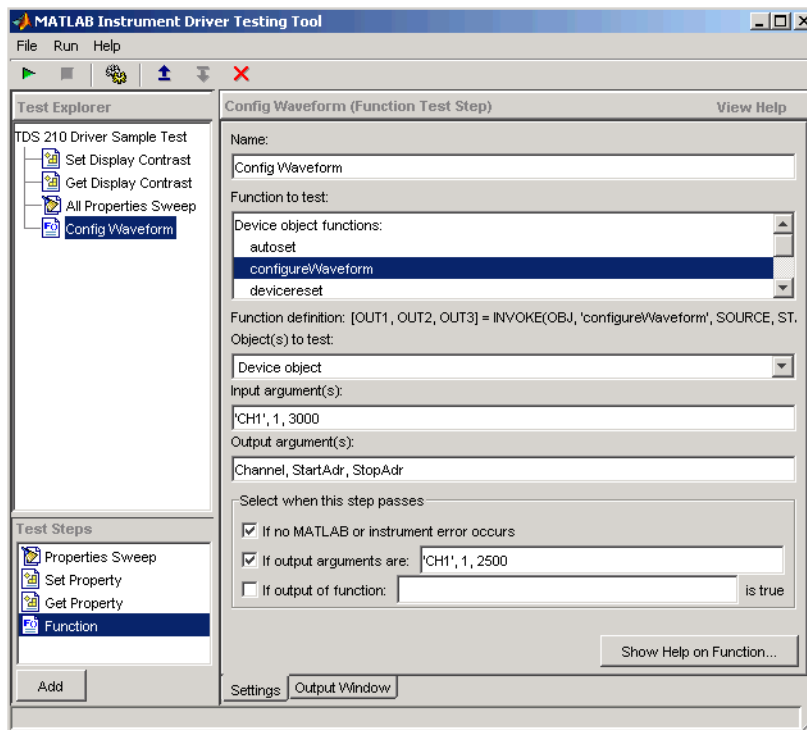 MATLAB Instrument Driver Testing Tool
File Run Help
Test Explorer
TDS 210 Driver Sample Test
Set Display Contrast
Get Display Contrast
All Properties Sweep
Config Waveform
Test Steps
Properties Sweep
Set Property
Get Property
Function
Add
Config Waveform (Function Test Step) View Help
Name:
Config Waveform
Function to test:
Device object functions:
autoset
configureWaveform
devicereset
Function definition: [OUT1, OUT2, OUT3] = INVOKE(OBJ, 'configureWaveform', SOURCE, ST.
Object(s) to test:
Device object
Input argument(s):
'CH1', 1, 3000
Output argument(s):
Channel, StartAdr, StopAdr
Select when this step passes
If no MATLAB or instrument error occurs
If output arguments are: 'CH1', 1, 2500
If output of function: is true
Show Help on Function...
Settings Output Window